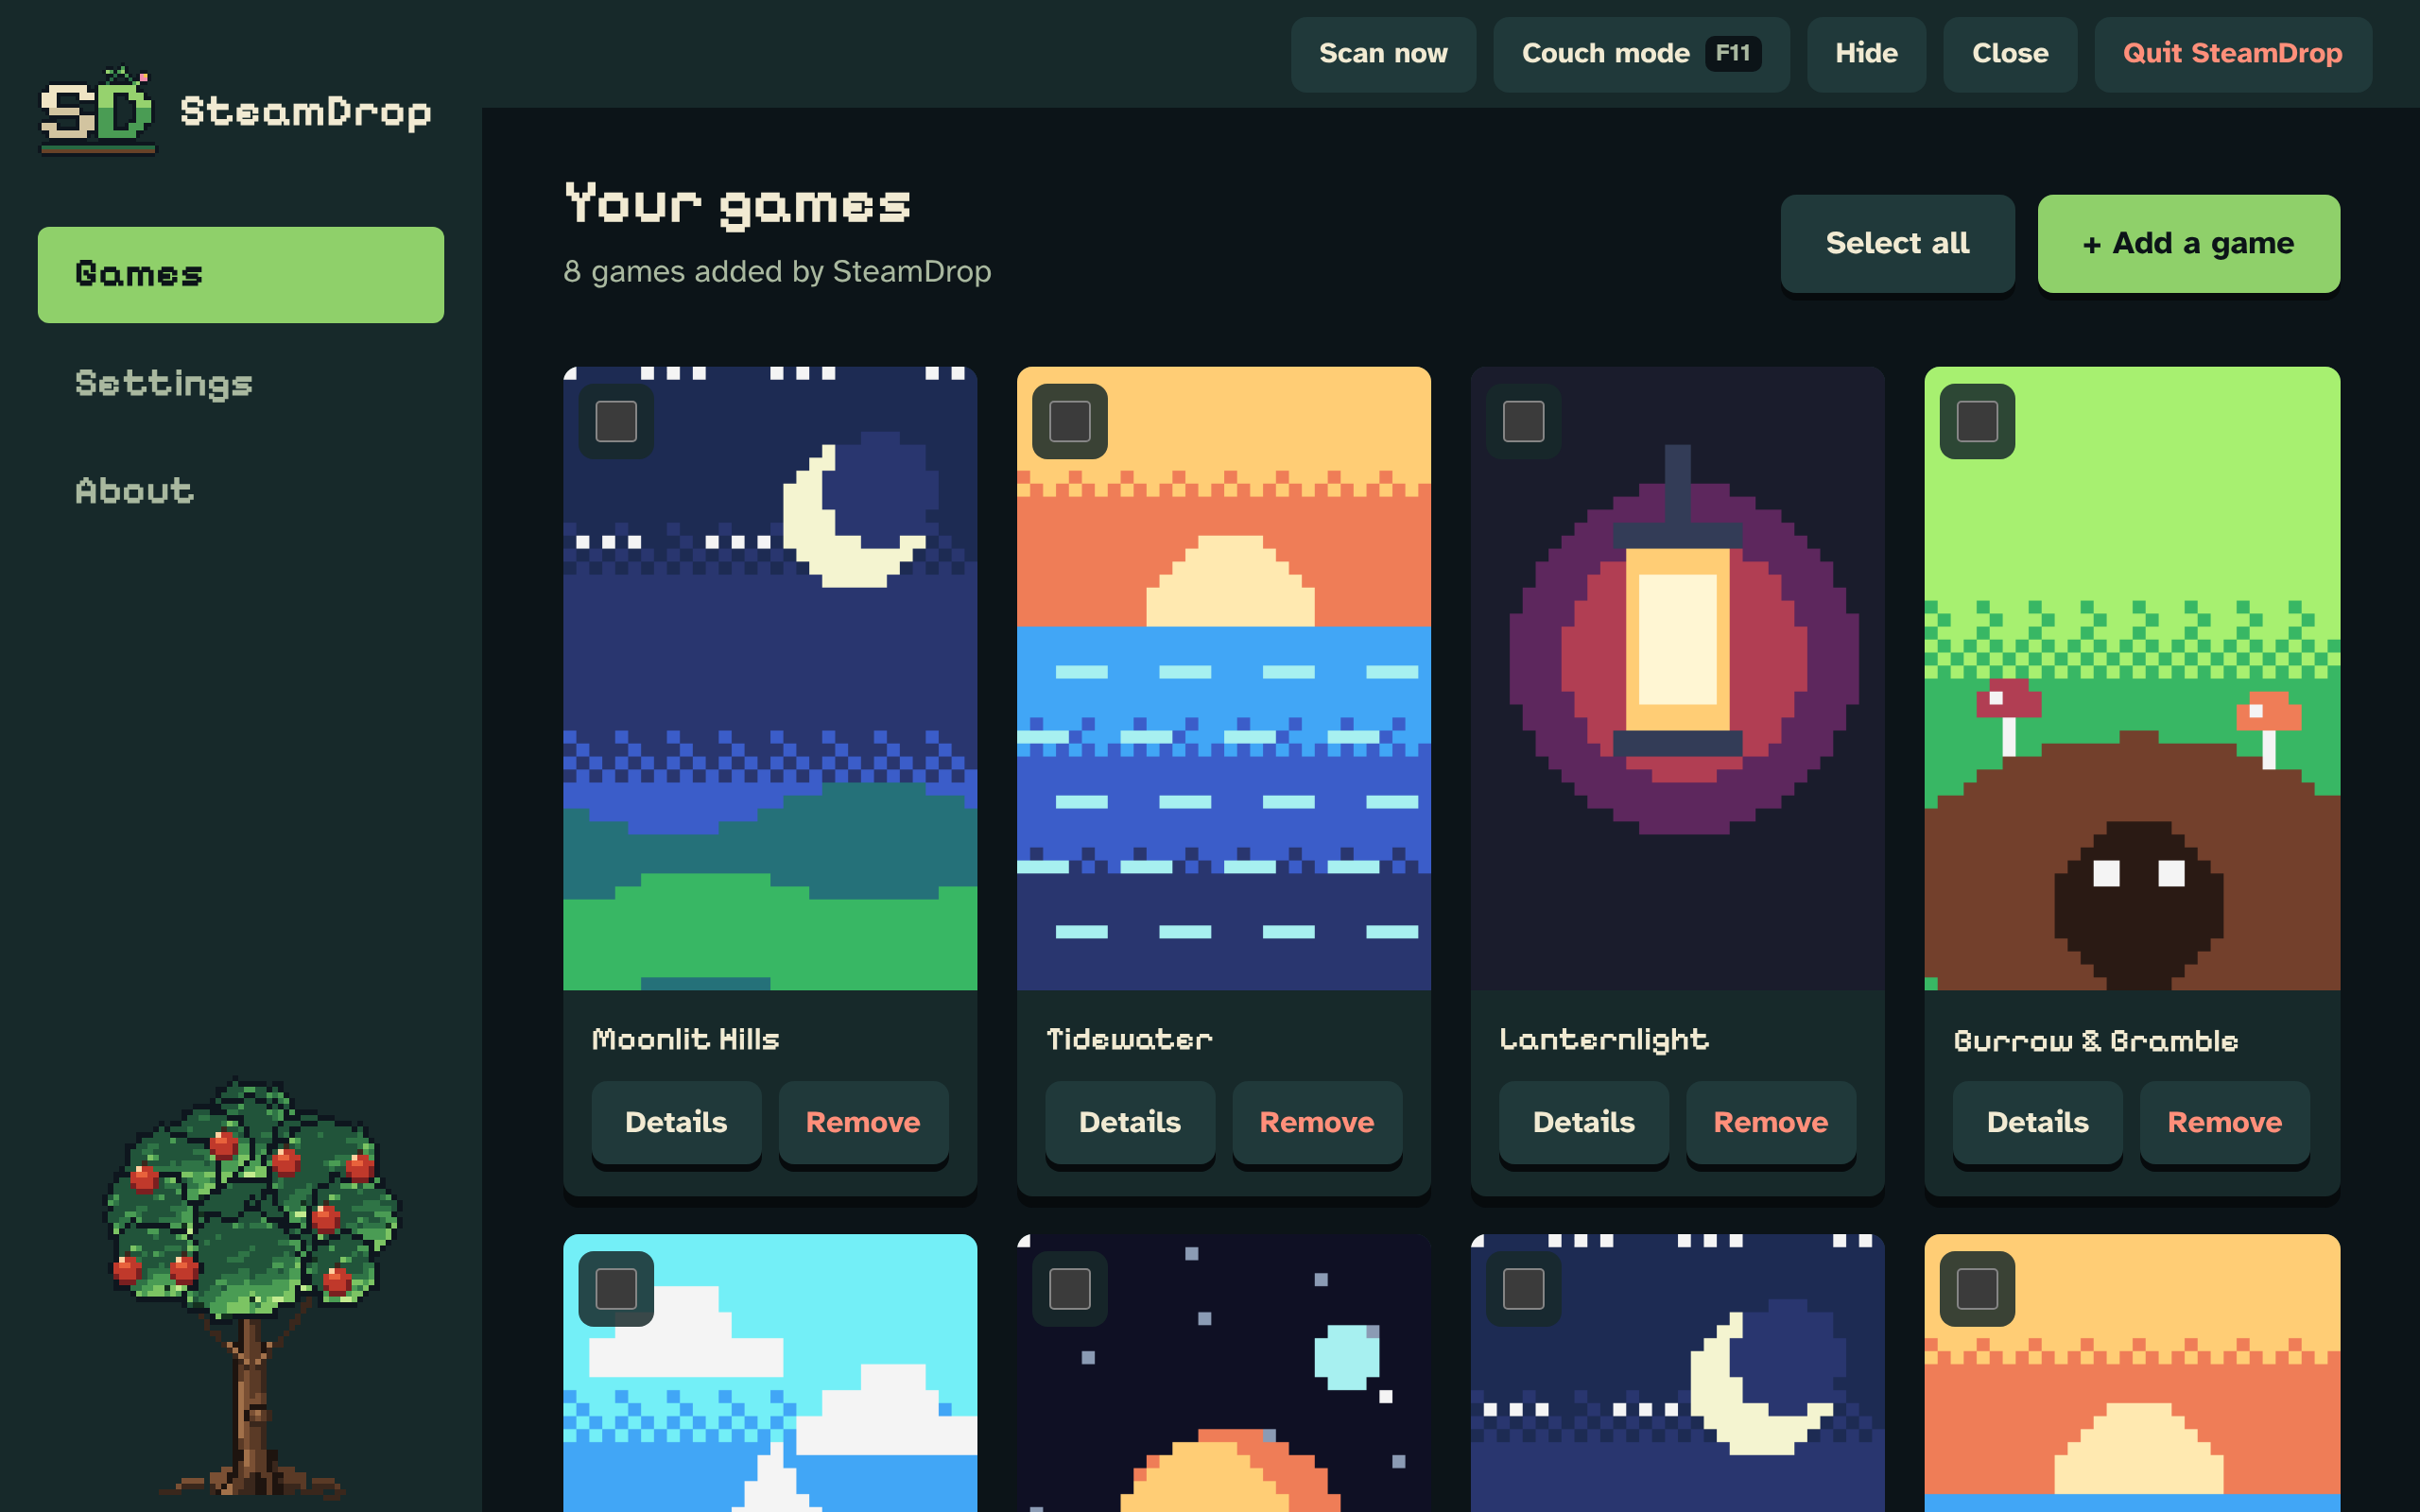 Scan now
Couch mode F11
Hide
Close
Quit SteamDrop
SD SteamDrop
Games
Settings
About
Your games
8 games added by SteamDrop
Select all
+ Add a game
Moonlit Hills
Details
Remove
Tidewater
Details
Remove
Lanternlight
Details
Remove
Burrow & Bramble
Details
Remove